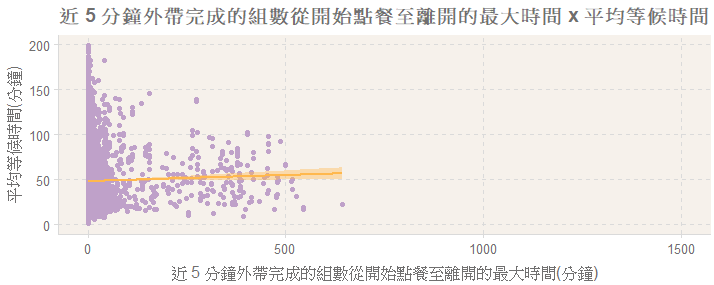 近 5 分鐘外帶完成的組數從開始點餐至離開的最大時間 x 平均等候時間
平均等候時間(分鐘)
200
150
100
50
0
0 500 1000 1500
近 5 分鐘外帶完成的組數從開始點餐至離開的最大時間(分鐘)